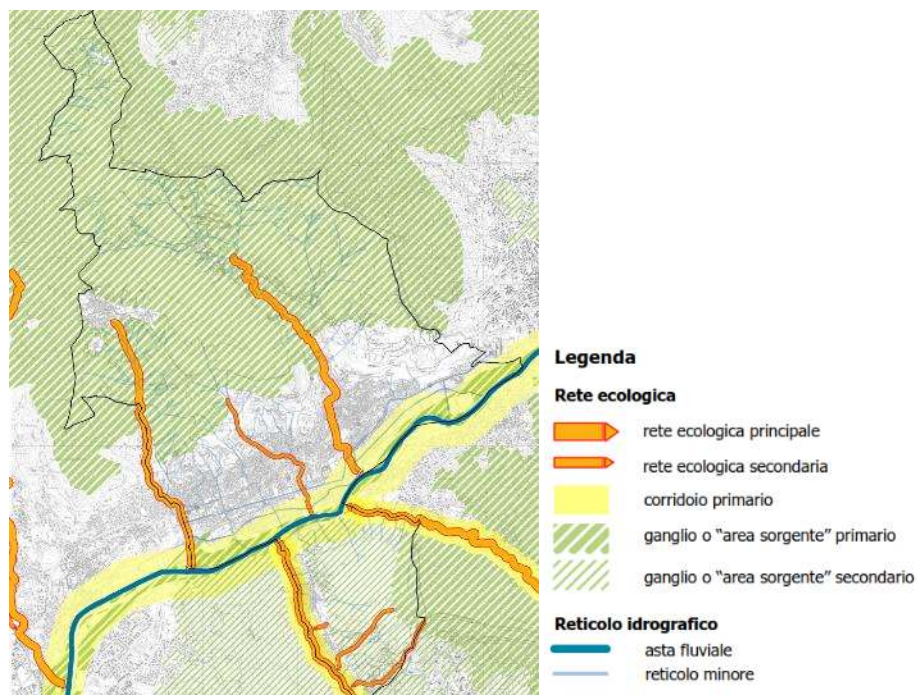 Legenda
Rete ecologica
rete ecologica principale
rete ecologica secondaria
corridoio primario
ganglio o "area sorgente" primario
ganglio o "area sorgente" secondario
Reticolo idrografico
asta fluviale
reticolo minore